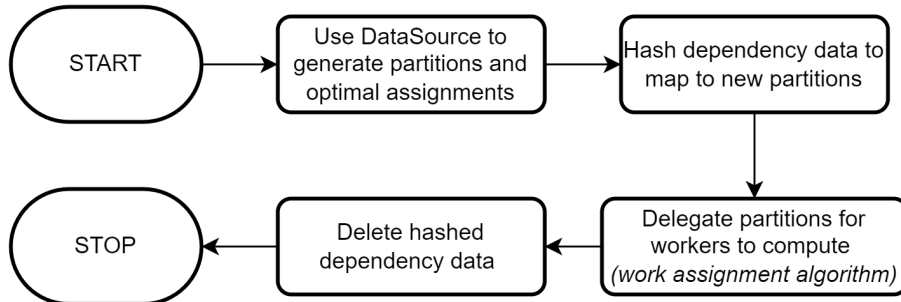 START
Use DataSource to
generate partitions and
optimal assignments
Hash dependency data to
map to new partitions
Delegate partitions for
workers to compute
(work assignment algorithm)
Delete hashed
dependency data
STOP